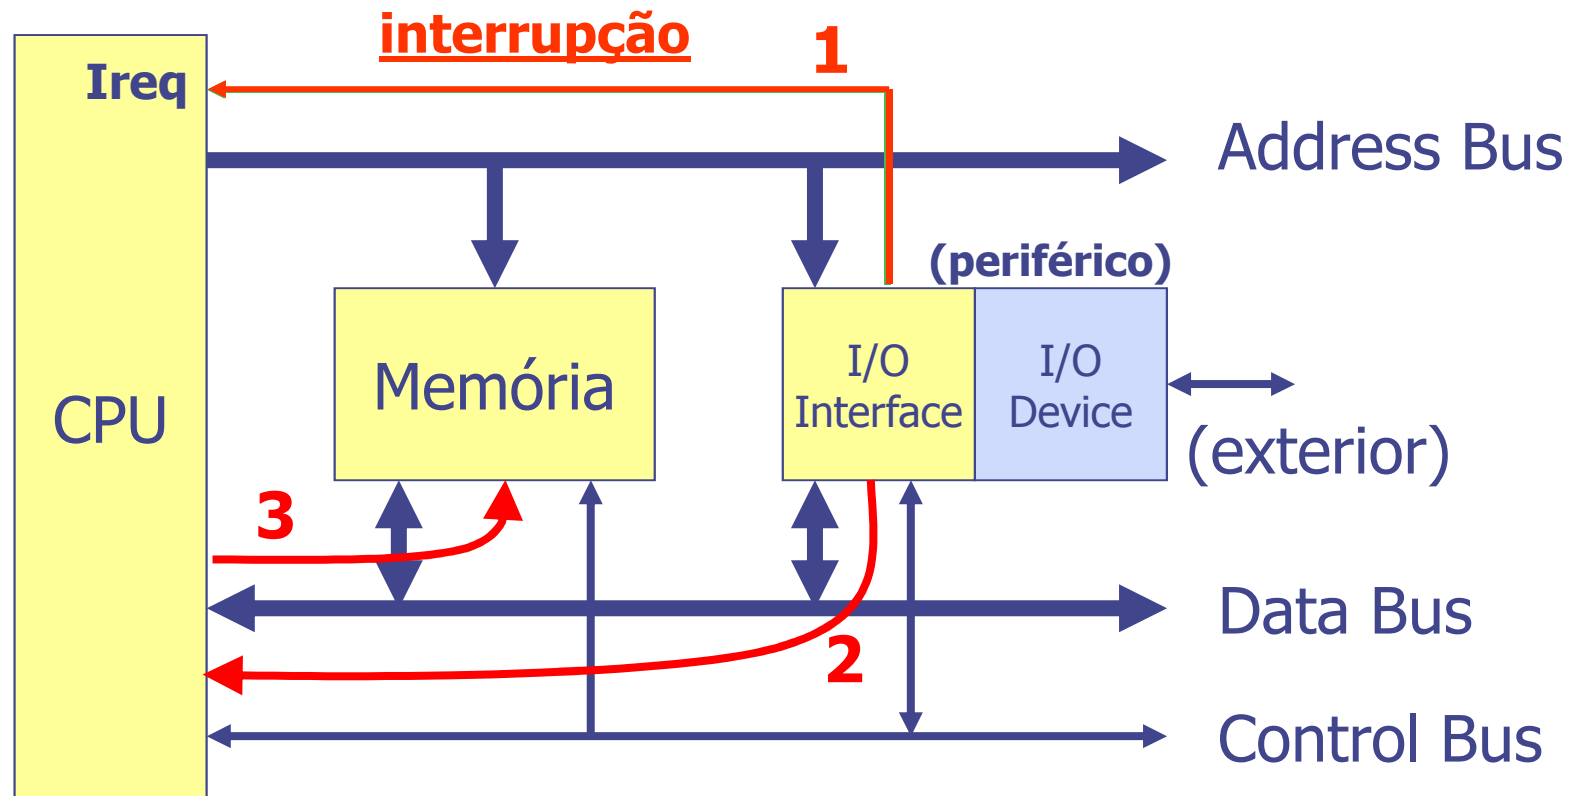 interrupção
1
Ireq
Address Bus
(periférico)
I/O
Interface
I/O
Device
Memória
CPU
(exterior)
3
Data Bus
2
Control Bus